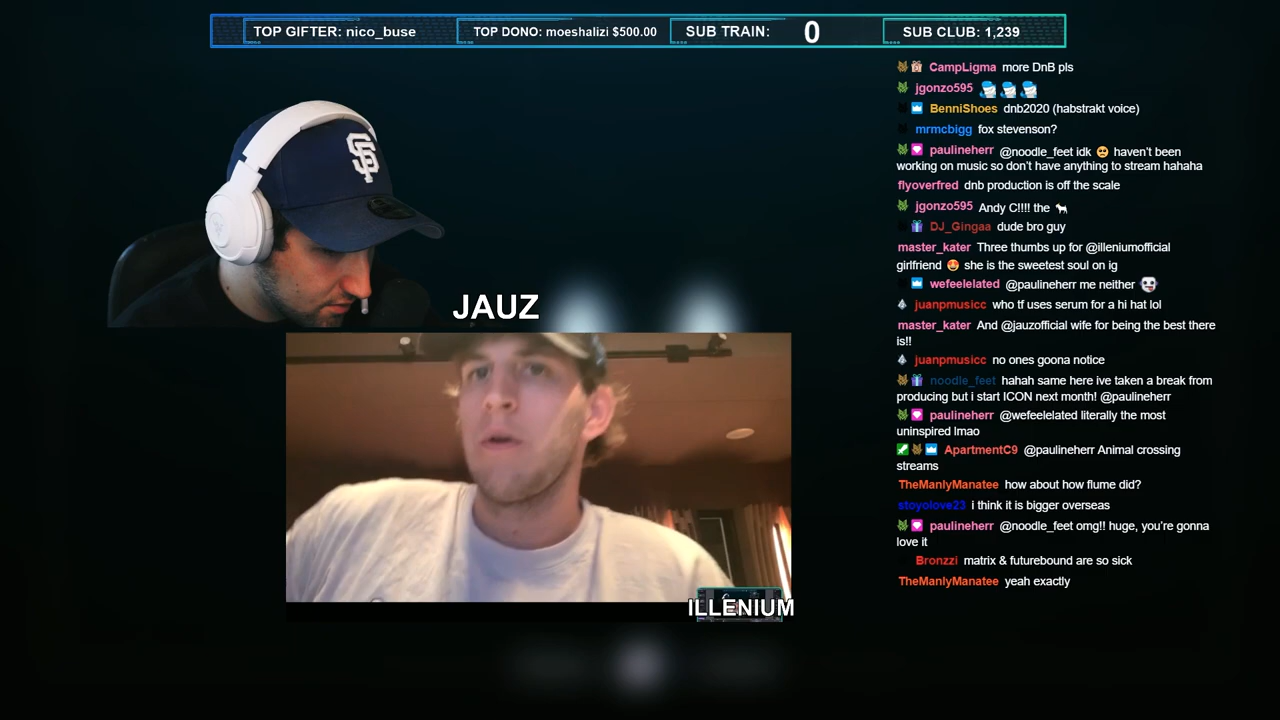 TOP GIFTER: nico_buse
TOP DONO: moeshalizi $500.00
SUB TRAIN: 0
SUB CLUB: 1,239
SF
JAUZ
ILLENIUM
CampLigma more DnB pls
jgonzo595
BenniShoes dnb2020 (habstrakt voice)
mrmcbigg fox stevenson?
paulineherr @noodle_feet idk 🥺 haven't been
working on music so don't have anything to stream hahaha
flyoverfred dnb production is off the scale
jgonzo595 Andy C!!!! the 🐐
DJ_Gingaa dude bro guy
master_kater Three thumbs up for @illeniumofficial
girlfriend 🤩 she is the sweetest soul on ig
wefeelelated @paulineherr me neither
juanpmusicc who tf uses serum for a hi hat lol
master_kater And @jauzofficial wife for being the best there
is!!
juanpmusicc no ones goona notice
noodle_feet hahah same here ive taken a break from
producing but i start ICON next month! @paulineherr
paulineherr @wefeelelated literally the most
uninspired lmao
ApartmentC9 @paulineherr Animal crossing
streams
TheManlyManatee how about how flume did?
stoyolove23 i think it is bigger overseas
paulineherr @noodle_feet omg!! huge, you're gonna
love it
Bronzzi matrix & futurebound are so sick
TheManlyManatee yeah exactly